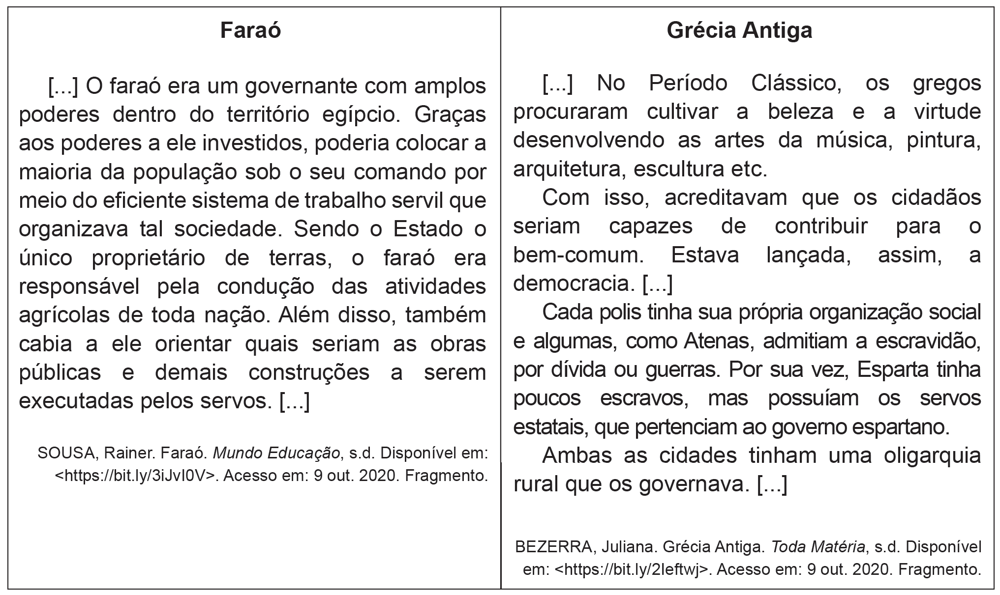 Faraó
[...] O faraó era um governante com amplos
poderes dentro do território egípcio. Graças
aos poderes a ele investidos, poderia colocar a
maioria da população sob o seu comando por
meio do eficiente sistema de trabalho servil que
organizava tal sociedade. Sendo o Estado o
único proprietário de terras, o faraó era
responsável pela condução das atividades
agrícolas de toda nação. Além disso, também
cabia a ele orientar quais seriam as obras
públicas e demais construções a serem
executadas pelos servos. [...]
SOUSA, Rainer. Faraó. Mundo Educação, s.d. Disponível em:
<https://bit.ly/3iJvI0V>. Acesso em: 9 out. 2020. Fragmento.
Grécia Antiga
[...] No Período Clássico, os gregos
procuraram cultivar a beleza e a virtude
desenvolvendo as artes da música, pintura,
arquitetura, escultura etc.
Com isso, acreditavam que os cidadãos
seriam capazes de contribuir para o
bem-comum. Estava lançada, assim, a
democracia. [...]
Cada polis tinha sua própria organização social
e algumas, como Atenas, admitiam a escravidão,
por dívida ou guerras. Por sua vez, Esparta tinha
poucos escravos, mas possuíam os servos
estatais, que pertenciam ao governo espartano.
Ambas as cidades tinham uma oligarquia
rural que os governava. [...]
BEZERRA, Juliana. Grécia Antiga. Toda Matéria, s.d. Disponível
em: <https://bit.ly/2Ieftwj>. Acesso em: 9 out. 2020. Fragmento.